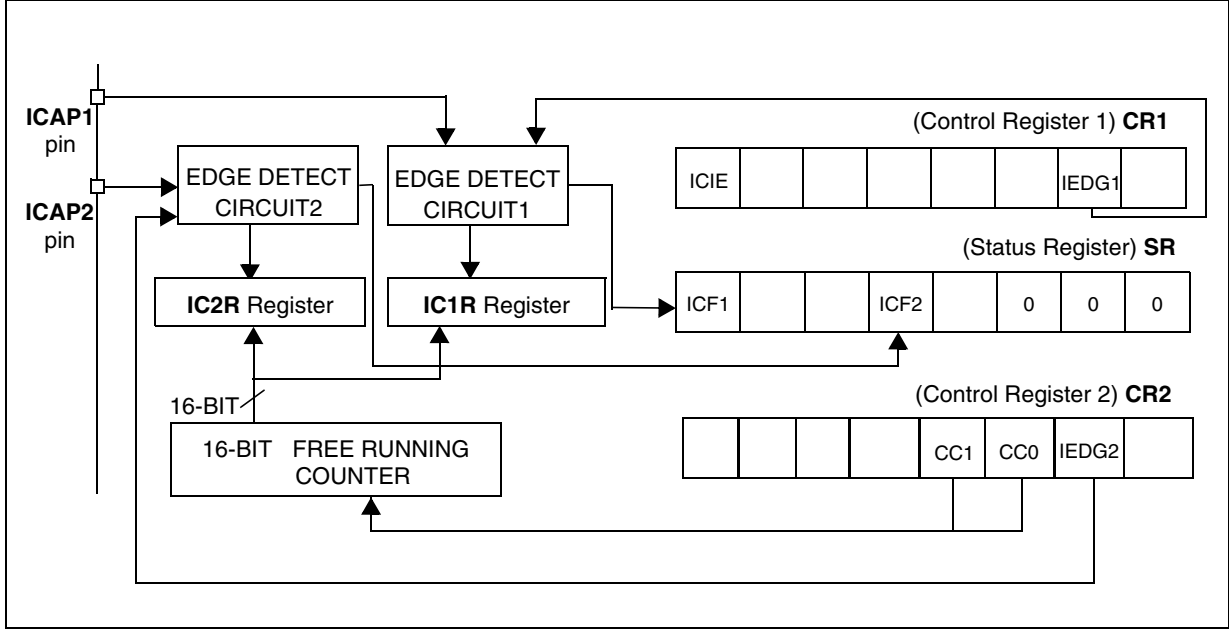 ICAP1
pin
ICAP2
pin
EDGE DETECT
CIRCUIT2
EDGE DETECT
CIRCUIT1
IC2R Register
IC1R Register
16-BIT
16-BIT FREE RUNNING
COUNTER
(Control Register 1) CR1
ICIE IEDG1
(Status Register) SR
ICF1 ICF2 0 0 0
(Control Register 2) CR2
CC1 CC0 IEDG2